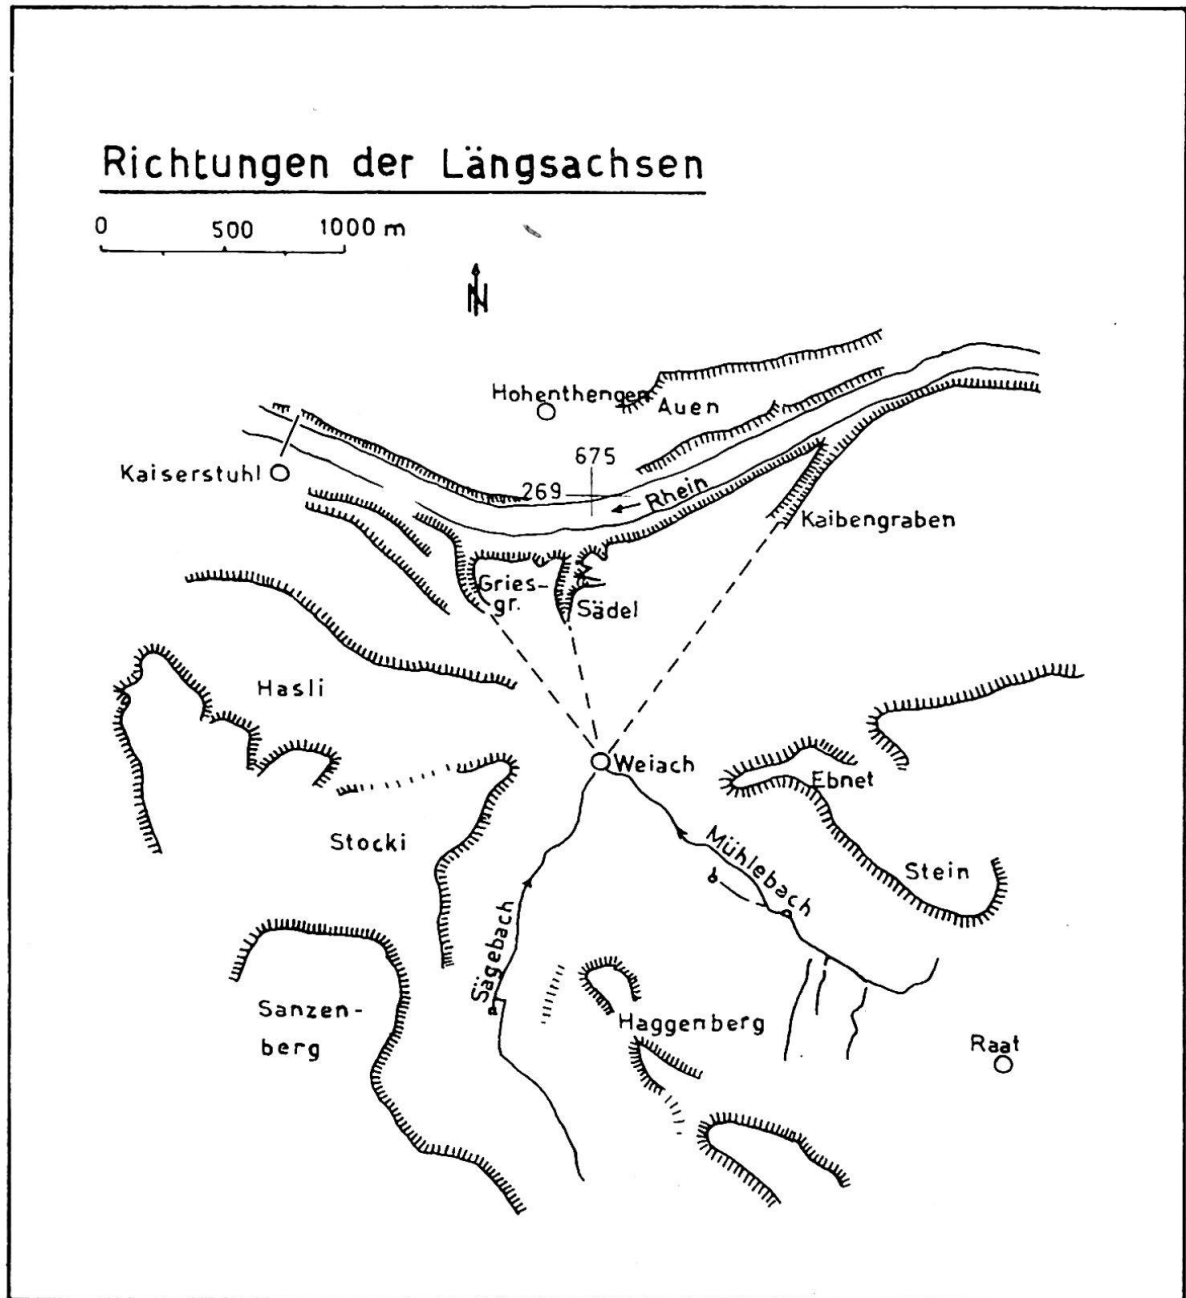 Richtungen der Längsachsen
0 500 1000 m
N
Hohenthengen
Auen
Kaiserstuhl
675
269
Rhein
Kaibengraben
Gries-
gr.
Sädel
Hasli
Weiach
Ebnet
Stocki
Mühlebach
Stein
Sägebach
Sanzen-
berg
Haggenberg
Raat